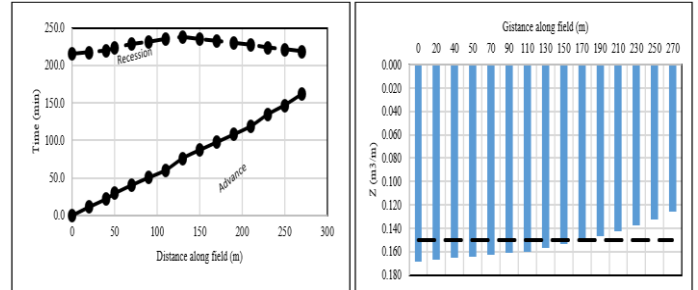 250.0
200.0
150.0
100.0
50.0
0.0
Time (min)
Recession
Advance
0 50 100 150 200 250 300
Distance along field (m)
Gistance along field (m)
0 20 40 50 70 90 110 130 150 170 190 210 230 250 270
0.000
0.020
0.040
0.060
0.080
0.100
0.120
0.140
0.160
0.180
Z (m3/m)